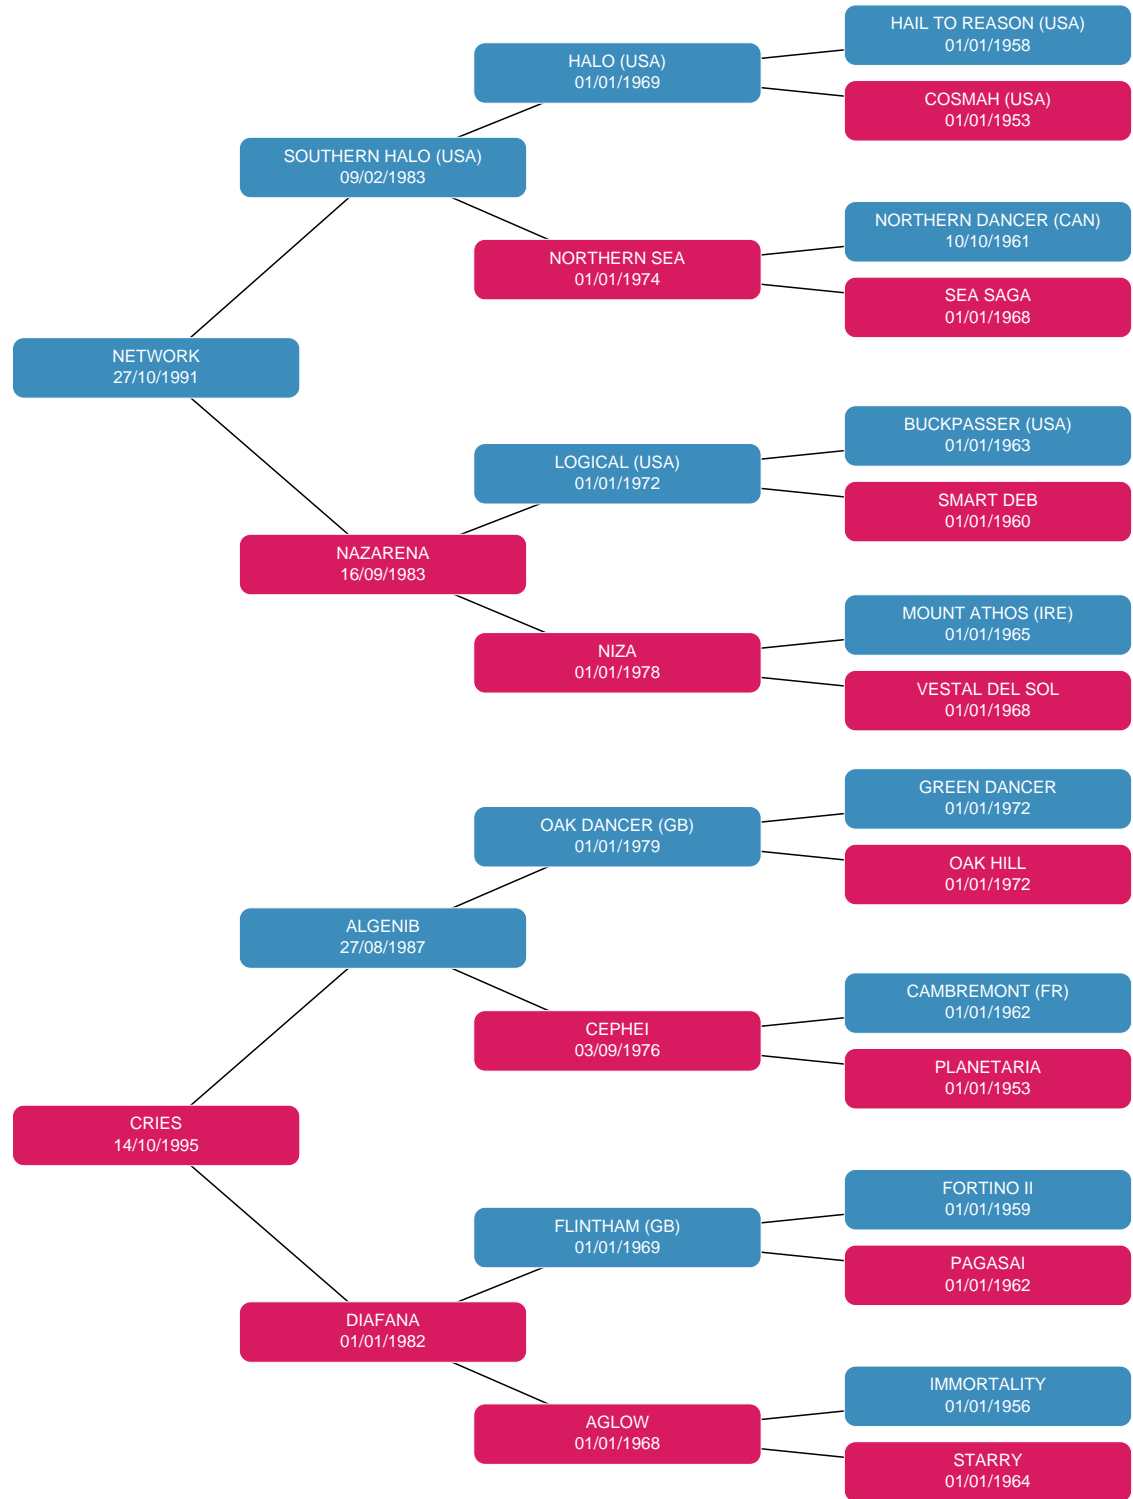 HAIL TO REASON (USA)
01/01/1958
HALO (USA)
01/01/1969
COSMAH (USA)
01/01/1953
SOUTHERN HALO (USA)
09/02/1983
NORTHERN DANCER (CAN)
10/10/1961
NORTHERN SEA
01/01/1974
SEA SAGA
01/01/1968
NETWORK
27/10/1991
BUCKPASSER (USA)
01/01/1963
LOGICAL (USA)
01/01/1972
SMART DEB
01/01/1960
NAZARENA
16/09/1983
MOUNT ATHOS (IRE)
01/01/1965
NIZA
01/01/1978
VESTAL DEL SOL
01/01/1968
GREEN DANCER
01/01/1972
OAK DANCER (GB)
01/01/1979
OAK HILL
01/01/1972
ALGENIB
27/08/1987
CAMBREMONT (FR)
01/01/1962
CEPHEI
03/09/1976
PLANETARIA
01/01/1953
CRIES
14/10/1995
FORTINO II
01/01/1959
FLINTHAM (GB)
01/01/1969
PAGASAI
01/01/1962
DIAFANA
01/01/1982
IMMORTALITY
01/01/1956
AGLOW
01/01/1968
STARRY
01/01/1964